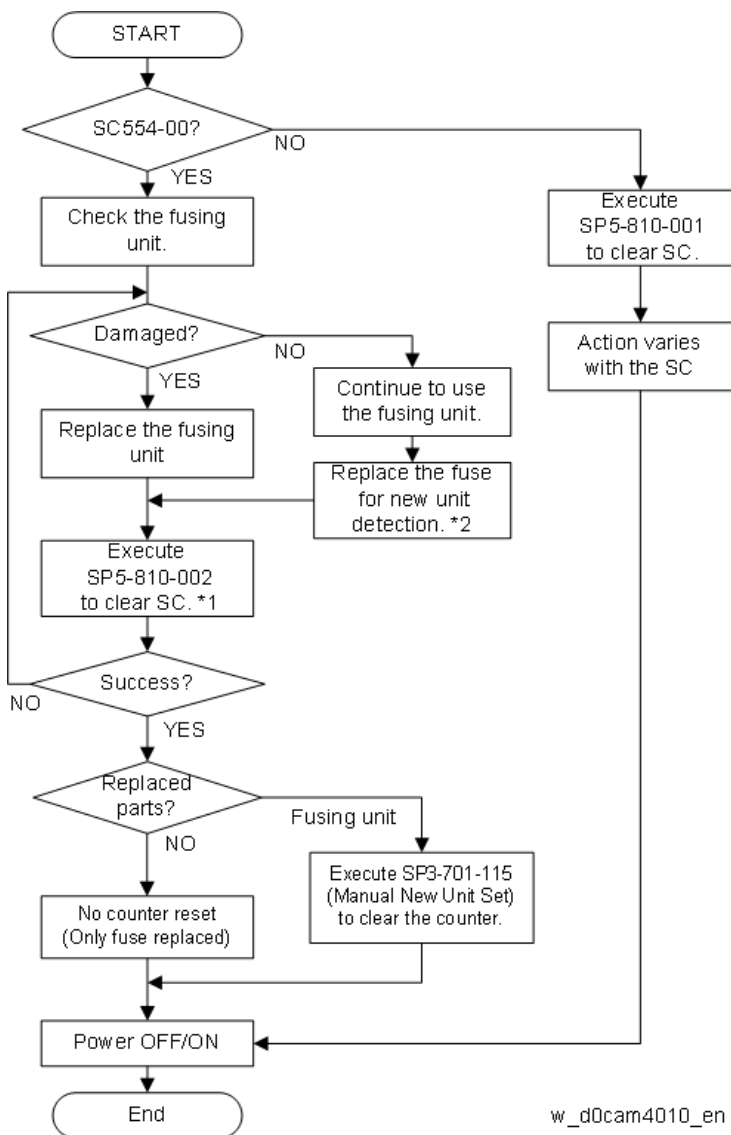 START
SC554-00?
NO
YES
Check the fusing
unit.
Execute
SP5-810-001
to clear SC.
Damaged?
NO
YES
Action varies
with the SC
Continue to use
the fusing unit.
Replace the fusing
unit
Replace the fuse
for new unit
detection. *2
Execute
SP5-810-002
to clear SC. *1
Success?
NO
YES
Replaced
parts?
Fusing unit
NO
Execute SP3-701-115
(Manual New Unit Set)
to clear the counter.
No counter reset
(Only fuse replaced)
Power OFF/ON
End
w_d0cam4010_en